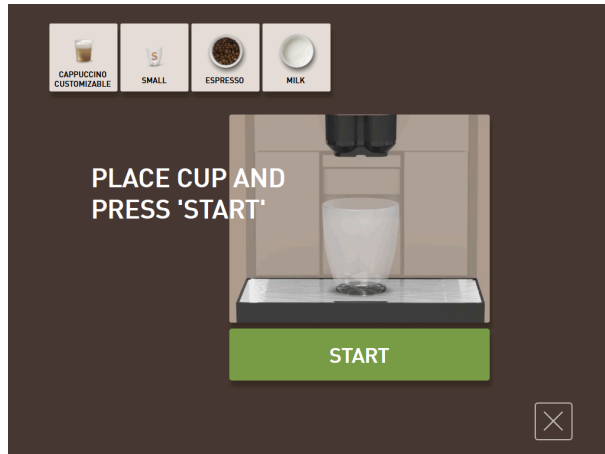 CAPPUCCINO
CUSTOMIZABLE
S
SMALL
ESPRESSO
MILK
PLACE CUP AND
PRESS 'START'
START